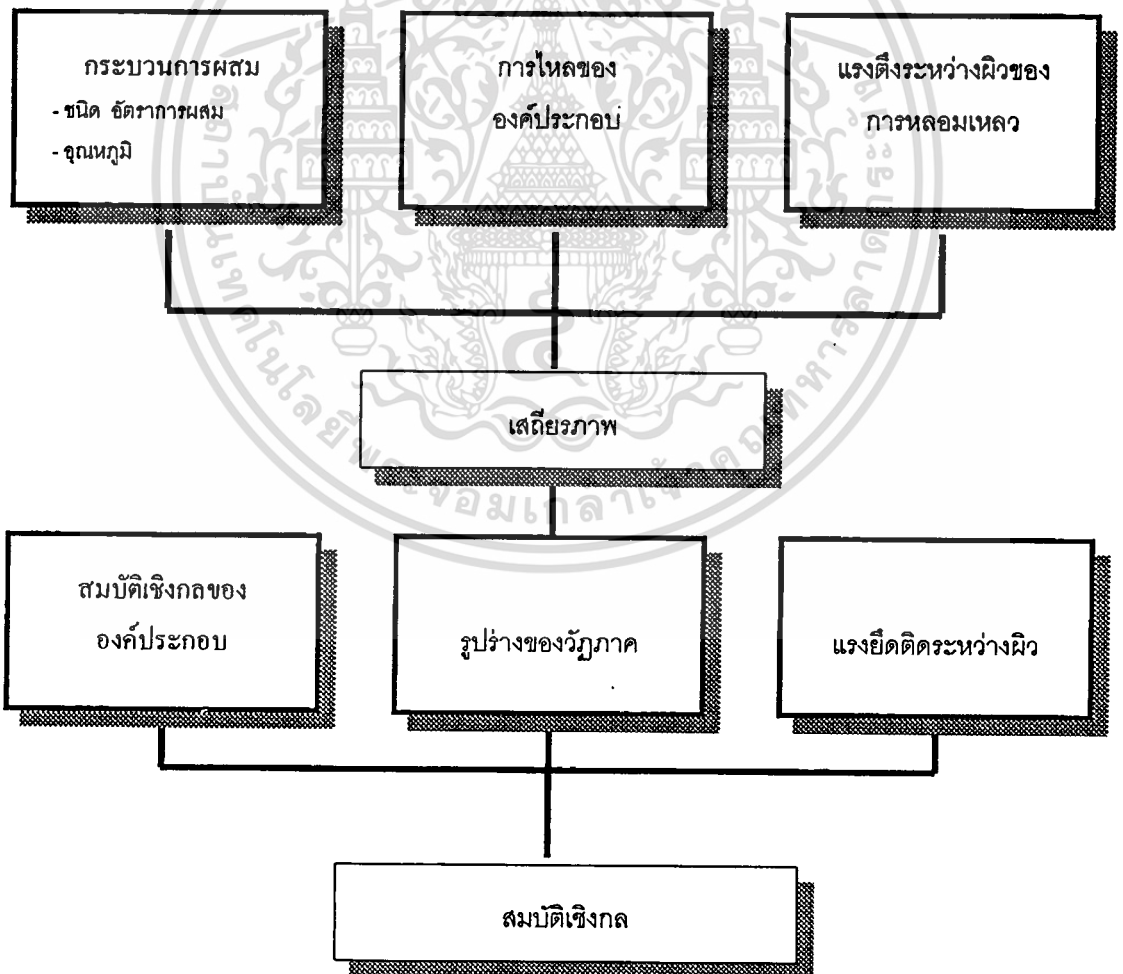 กระบวนการผสม
- ชนิด อัตราการผสม
- อุณหภูมิ
การไหลของ
องค์ประกอบ
แรงตึงระหว่างผิวของ
การหลอมเหลว
เสถียรภาพ
สมบัติเชิงกลของ
องค์ประกอบ
รูปร่างของวัฏภาค
แรงยึดติดระหว่างผิว
สมบัติเชิงกล